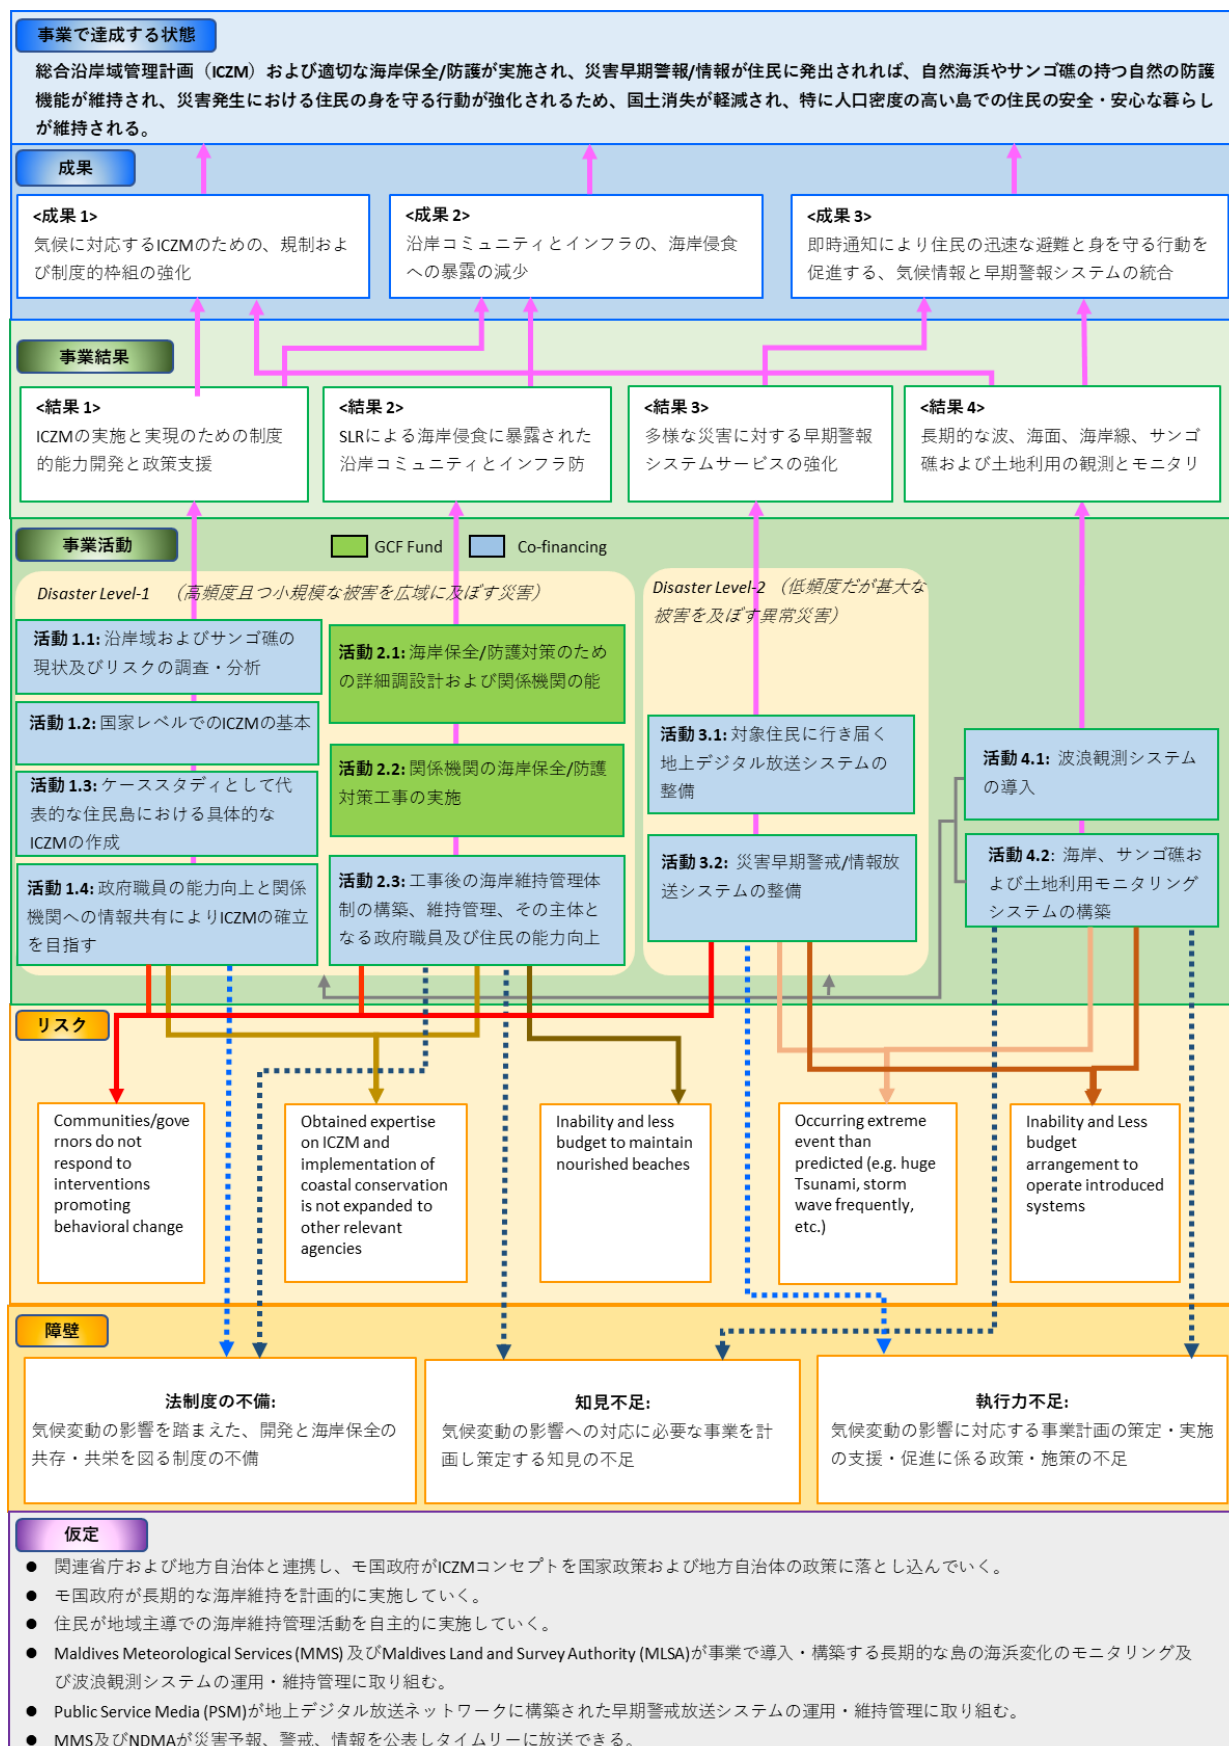 事業で達成する状態
総合沿岸域管理計画（ICZM）および適切な海岸保全/防護が実施され、災害早期警報/情報が住民に発出されれば、自然海浜やサンゴ礁の持つ自然の防護
機能が維持され、災害発生における住民の身を守る行動が強化されるため、国土消失が軽減され、特に人口密度の高い島での住民の安全・安心な暮らし
が維持される。
成果
<成果 1>
気候に対応するICZMのための、規制およ
び制度的枠組の強化
<成果 2>
沿岸コミュニティとインフラの、海岸侵食
への暴露の減少
<成果 3>
即時通知により住民の迅速な避難と身を守る行動を
促進する、気候情報と早期警報システムの統合
事業結果
<結果 1>
ICZMの実施と実現のための制度
的能力開発と政策支援
<結果 2>
SLRによる海岸侵食に暴露された
沿岸コミュニティとインフラ防
<結果 3>
多様な災害に対する早期警報
システムサービスの強化
<結果 4>
長期的な波、海面、海岸線、サンゴ
礁および土地利用の観測とモニタリ
事業活動
GCF Fund
Co-financing
Disaster Level-1 （高頻度且つ小規模な被害を広域に及ぼす災害）
Disaster Level-2 （低頻度だが甚大な
被害を及ぼす異常災害）
活動 1.1: 沿岸域およびサンゴ礁の
現状及びリスクの調査・分析
活動 1.2: 国家レベルでのICZMの基本
活動 1.3: ケーススタディとして代
表的な住民島における具体的な
ICZMの作成
活動 1.4: 政府職員の能力向上と関係
機関への情報共有によりICZMの確立
を目指す
活動 2.1: 海岸保全/防護対策のため
の詳細調設計および関係機関の能
活動 2.2: 関係機関の海岸保全/防護
対策工事の実施
活動 2.3: 工事後の海岸維持管理体
制の構築、維持管理、その主体と
なる政府職員及び住民の能力向上
活動 3.1: 対象住民に行き届く
地上デジタル放送システムの
整備
活動 3.2: 災害早期警戒/情報放
送システムの整備
活動 4.1: 波浪観測システム
の導入
活動 4.2: 海岸、サンゴ礁お
よび土地利用モニタリング
システムの構築
リスク
Communities/gove
rnors do not
respond to
interventions
promoting
behavioral change
Obtained expertise
on ICZM and
implementation of
coastal conservation
is not expanded to
other relevant
agencies
Inability and less
budget to maintain
nourished beaches
Occurring extreme
event than
predicted (e.g. huge
Tsunami, storm
wave frequently,
etc.)
Inability and Less
budget
arrangement to
operate introduced
systems
障壁
法制度の不備:
気候変動の影響を踏まえた、開発と海岸保全の
共存・共栄を図る制度の不備
知見不足:
気候変動の影響への対応に必要な事業を計
画し策定する知見の不足
執行力不足:
気候変動の影響に対応する事業計画の策定・実施
の支援・促進に係る政策・施策の不足
仮定
● 関連省庁および地方自治体と連携し、モ国政府がICZMコンセプトを国家政策および地方自治体の政策に落とし込んでいく。
● モ国政府が長期的な海岸維持を計画的に実施していく。
● 住民が地域主導での海岸維持管理活動を自主的に実施していく。
● Maldives Meteorological Services (MMS) 及びMaldives Land and Survey Authority (MLSA)が事業で導入・構築する長期的な島の海浜変化のモニタリング及
び波浪観測システムの運用・維持管理に取り組む。
● Public Service Media (PSM)が地上デジタル放送ネットワークに構築された早期警戒放送システムの運用・維持管理に取り組む。
● MMS及びNDMAが災害予報、警戒、情報を公表しタイムリーに放送できる。